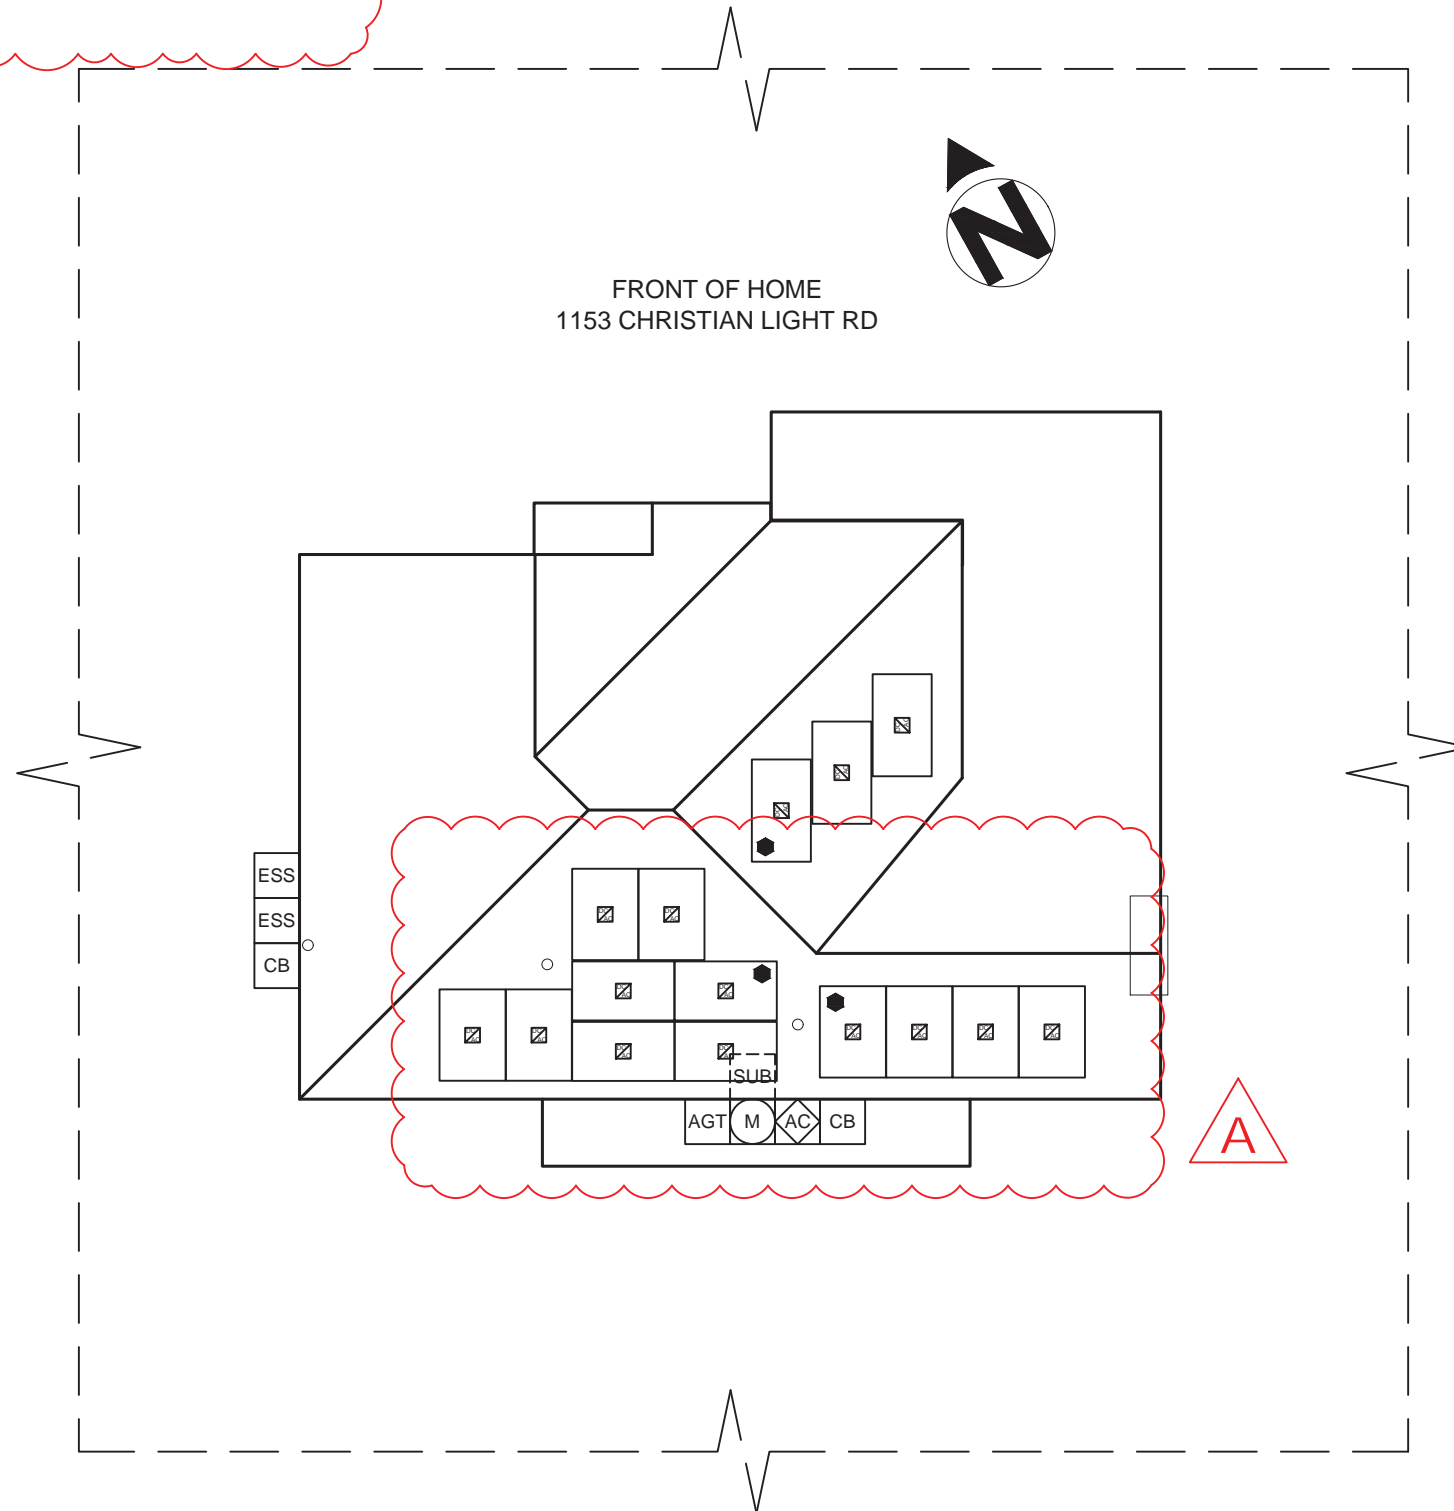 N
FRONT OF HOME
1153 CHRISTIAN LIGHT RD
ESS
ESS
CB
SUB
AGT M AC CB
A